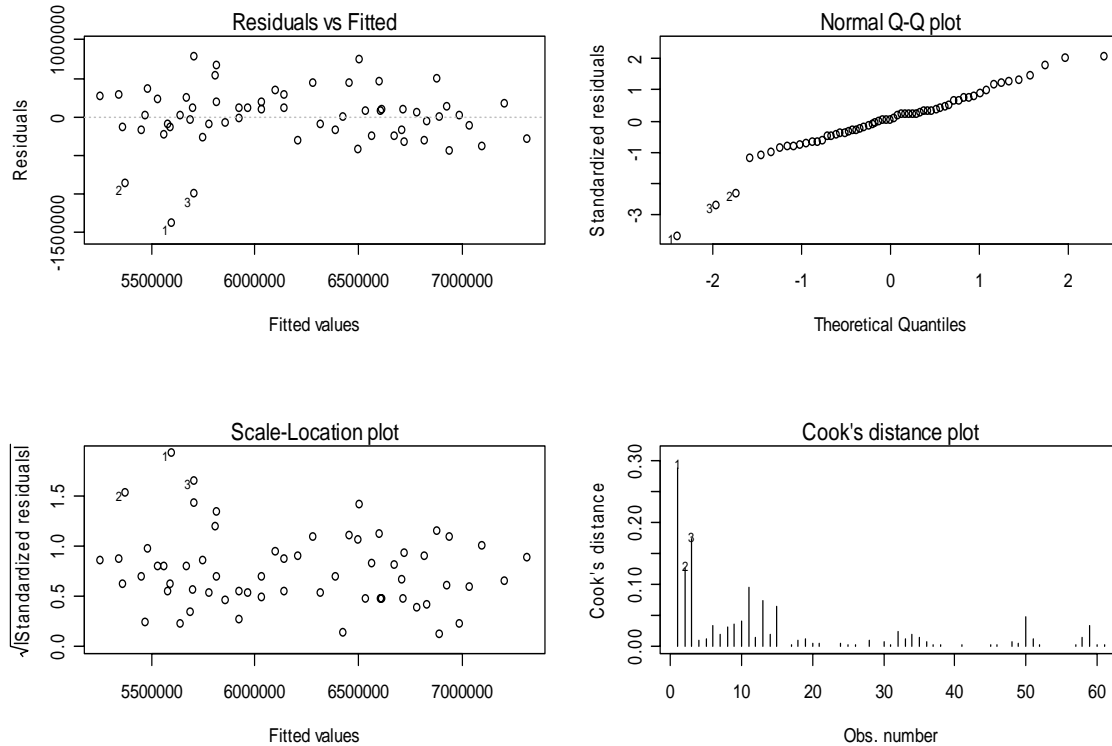 Residuals vs Fitted
Residuals
1000000
0
-1500000
2
3
1
5500000 6000000 6500000 7000000
Fitted values
Normal Q-Q plot
Standardized residuals
2
1
0
-1
-3
1
3
2
-2 -1 0 1 2
Theoretical Quantiles
Scale-Location plot
√|Standardized residuals|
1.5
1.0
0.5
0.0
1
2
3
5500000 6000000 6500000 7000000
Fitted values
Cook's distance plot
Cook's distance
0.30
0.20
0.10
0.00
1
3
2
0 10 20 30 40 50 60
Obs. number